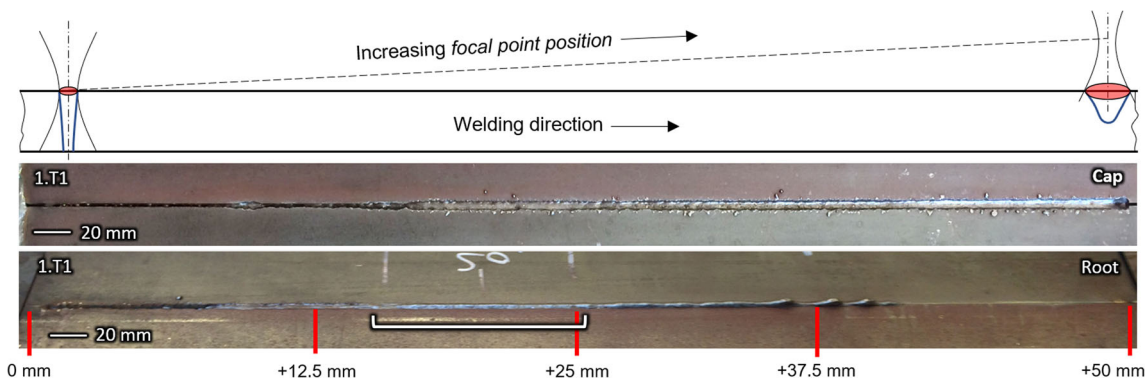 Increasing focal point position
Welding direction
1.T1
Cap
20 mm
1.T1
Root
20 mm
0 mm
+12.5 mm
+25 mm
+37.5 mm
+50 mm